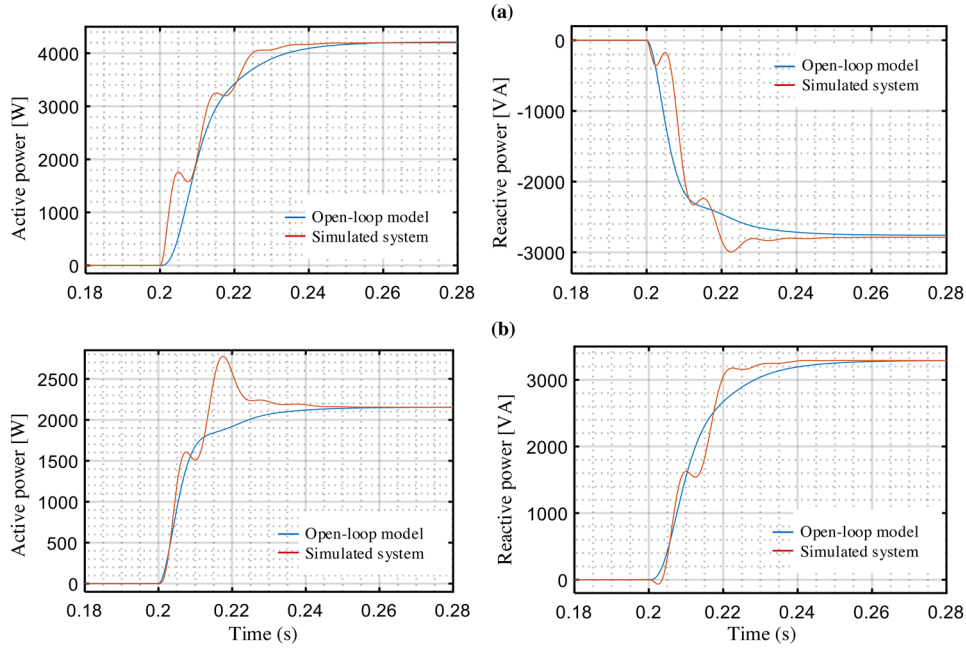 (a)
Active power [W]
4000
3000
2000
1000
0
Open-loop model
Simulated system
0.18 0.2 0.22 0.24 0.26 0.28
Reactive power [VA]
0
-1000
-2000
-3000
Open-loop model
Simulated system
0.18 0.2 0.22 0.24 0.26 0.28
(b)
Active power [W]
2500
2000
1500
1000
500
0
Open-loop model
Simulated system
0.18 0.2 0.22 0.24 0.26 0.28
Time (s)
Reactive power [VA]
3000
2000
1000
0
Open-loop model
Simulated system
0.18 0.2 0.22 0.24 0.26 0.28
Time (s)